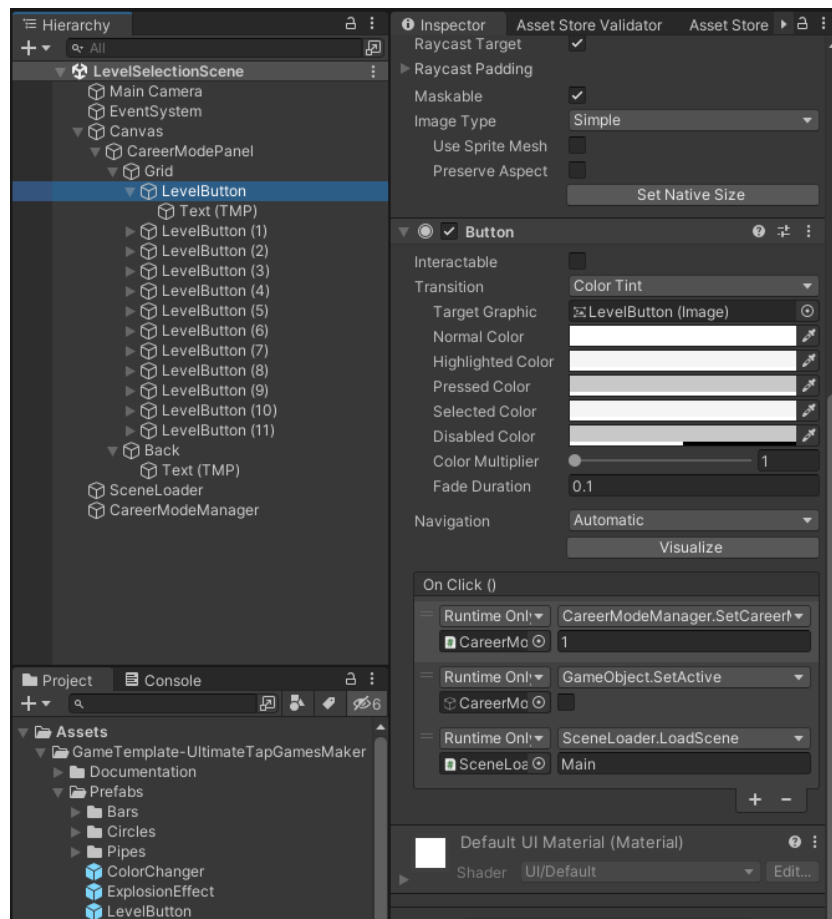 Hierarchy
All
LevelSelectionScene
Main Camera
EventSystem
Canvas
CareerModePanel
Grid
LevelButton
Text (TMP)
LevelButton (1)
LevelButton (2)
LevelButton (3)
LevelButton (4)
LevelButton (5)
LevelButton (6)
LevelButton (7)
LevelButton (8)
LevelButton (9)
LevelButton (10)
LevelButton (11)
Back
Text (TMP)
SceneLoader
CareerModeManager
Project Console
6
Assets
GameTemplate-UltimateTapGamesMaker
Documentation
Prefabs
Bars
Circles
Pipes
ColorChanger
ExplosionEffect
LevelButton
Inspector Asset Store Validator Asset Store
Raycast Target
Raycast Padding
Maskable
Image Type Simple
Use Sprite Mesh
Preserve Aspect
Set Native Size
Button
Interactable
Transition Color Tint
Target Graphic LevelButton (Image)
Normal Color
Highlighted Color
Pressed Color
Selected Color
Disabled Color
Color Multiplier 1
Fade Duration 0.1
Navigation Automatic
Visualize
On Click ()
Runtime Only CareerModeManager.SetCareerM
CareerMo 1
Runtime Only GameObject.SetActive
CareerMo
Runtime Only SceneLoader.LoadScene
SceneLoa Main
+ −
Default UI Material (Material)
Shader UI/Default Edit...